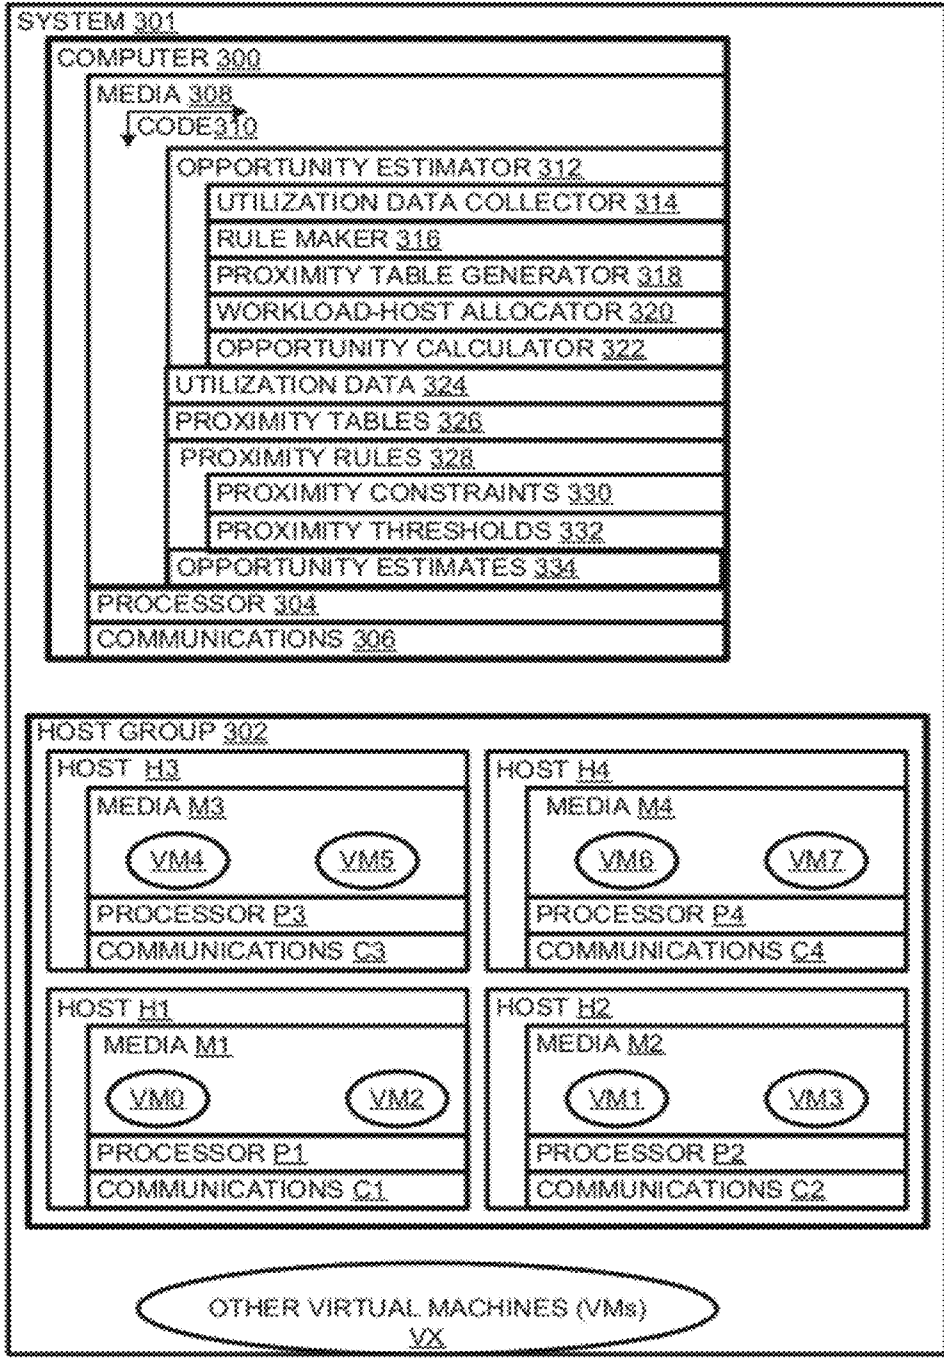 SYSTEM 301
COMPUTER 300
MEDIA 308
CODE310
OPPORTUNITY ESTIMATOR 312
UTILIZATION DATA COLLECTOR 314
RULE MAKER 316
PROXIMITY TABLE GENERATOR 318
WORKLOAD-HOST ALLOCATOR 320
OPPORTUNITY CALCULATOR 322
UTILIZATION DATA 324
PROXIMITY TABLES 326
PROXIMITY RULES 328
PROXIMITY CONSTRAINTS 330
PROXIMITY THRESHOLDS 332
OPPORTUNITY ESTIMATES 334
PROCESSOR 304
COMMUNICATIONS 306
HOST GROUP 302
HOST H3
MEDIA M3
VM4 VM5
PROCESSOR P3
COMMUNICATIONS C3
HOST H4
MEDIA M4
VM6 VM7
PROCESSOR P4
COMMUNICATIONS C4
HOST H1
MEDIA M1
VM0 VM2
PROCESSOR P1
COMMUNICATIONS C1
HOST H2
MEDIA M2
VM1 VM3
PROCESSOR P2
COMMUNICATIONS C2
OTHER VIRTUAL MACHINES (VMs)
VX